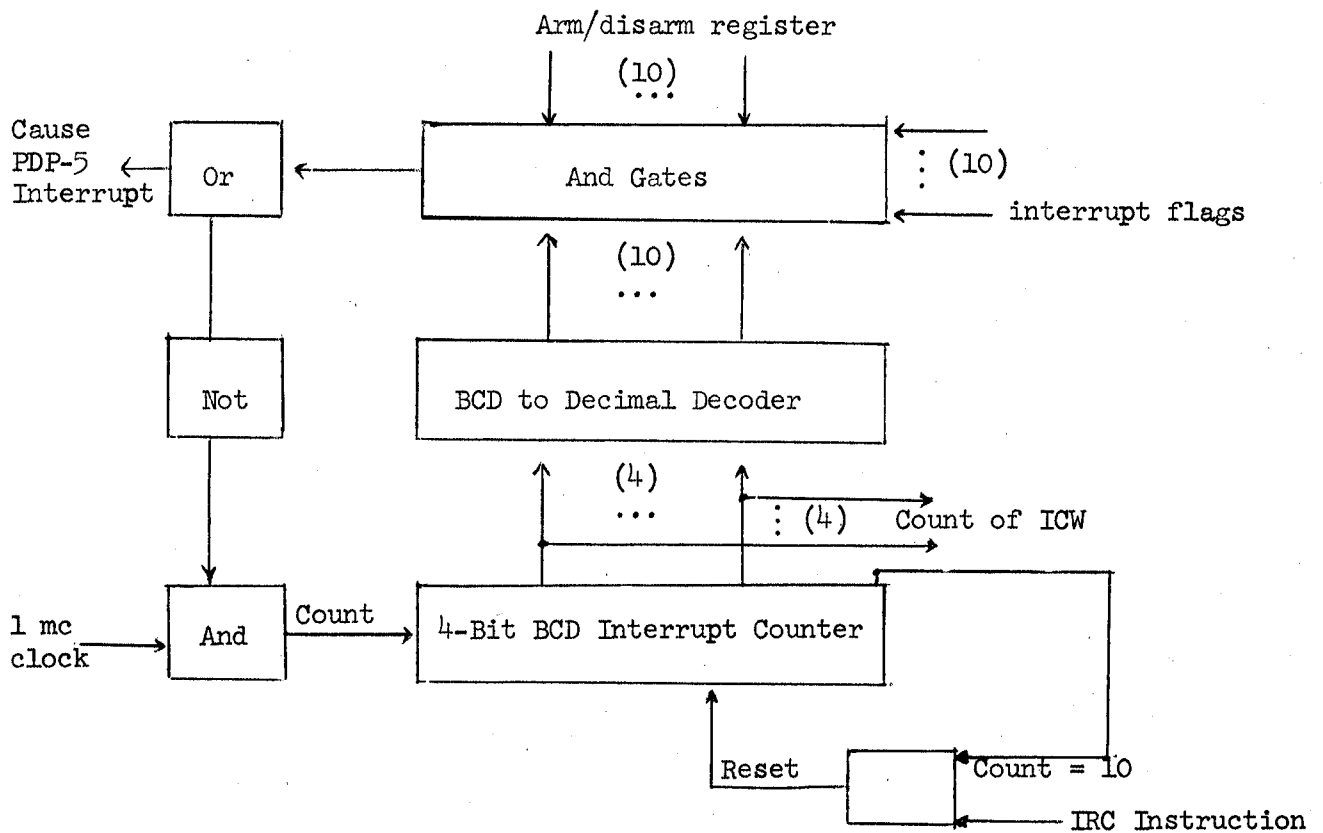 Arm/disarm register
(10)
...
Cause
PDP-5
Interrupt
Or
And Gates
(10)
interrupt flags
(10)
...
Not
BCD to Decimal Decoder
(4)
...
(4)
Count of ICW
1 mc
clock
And
Count
4-Bit BCD Interrupt Counter
Reset
Count = 10
IRC Instruction